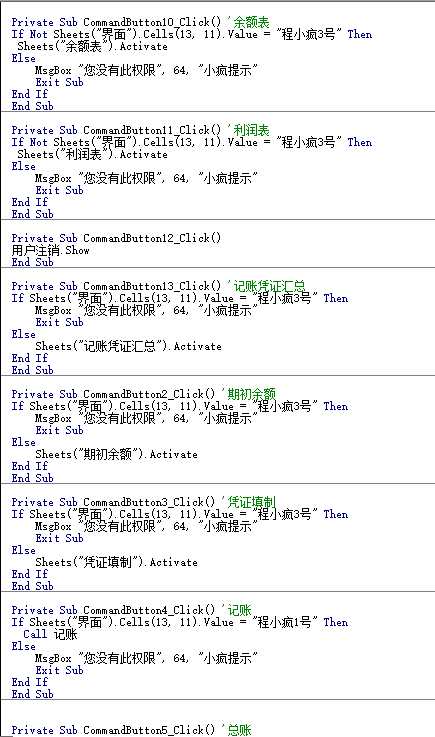 Private Sub CommandButton10_Click() '余额表
If Not Sheets("界面").Cells(13, 11).Value = "程小疯3号" Then
Sheets("余额表").Activate
Else
MsgBox "您没有此权限", 64, "小疯提示"
Exit Sub
End If
End Sub
Private Sub CommandButton11_Click() '利润表
If Not Sheets("界面").Cells(13, 11).Value = "程小疯3号" Then
Sheets("利润表").Activate
Else
MsgBox "您没有此权限", 64, "小疯提示"
Exit Sub
End If
End Sub
Private Sub CommandButton12_Click()
用户注销.Show
End Sub
Private Sub CommandButton13_Click() '记账凭证汇总
If Sheets("界面").Cells(13, 11).Value = "程小疯3号" Then
MsgBox "您没有此权限", 64, "小疯提示"
Exit Sub
Else
Sheets("记账凭证汇总").Activate
End If
End Sub
Private Sub CommandButton2_Click() '期初余额
If Sheets("界面").Cells(13, 11).Value = "程小疯3号" Then
MsgBox "您没有此权限", 64, "小疯提示"
Exit Sub
Else
Sheets("期初余额").Activate
End If
End Sub
Private Sub CommandButton3_Click() '凭证填制
If Sheets("界面").Cells(13, 11).Value = "程小疯3号" Then
MsgBox "您没有此权限", 64, "小疯提示"
Exit Sub
Else
Sheets("凭证填制").Activate
End If
End Sub
Private Sub CommandButton4_Click() '记账
If Sheets("界面").Cells(13, 11).Value = "程小疯1号" Then
Call 记账
Else
MsgBox "您没有此权限", 64, "小疯提示"
Exit Sub
End If
End Sub
Private Sub CommandButton5_Click() '总账